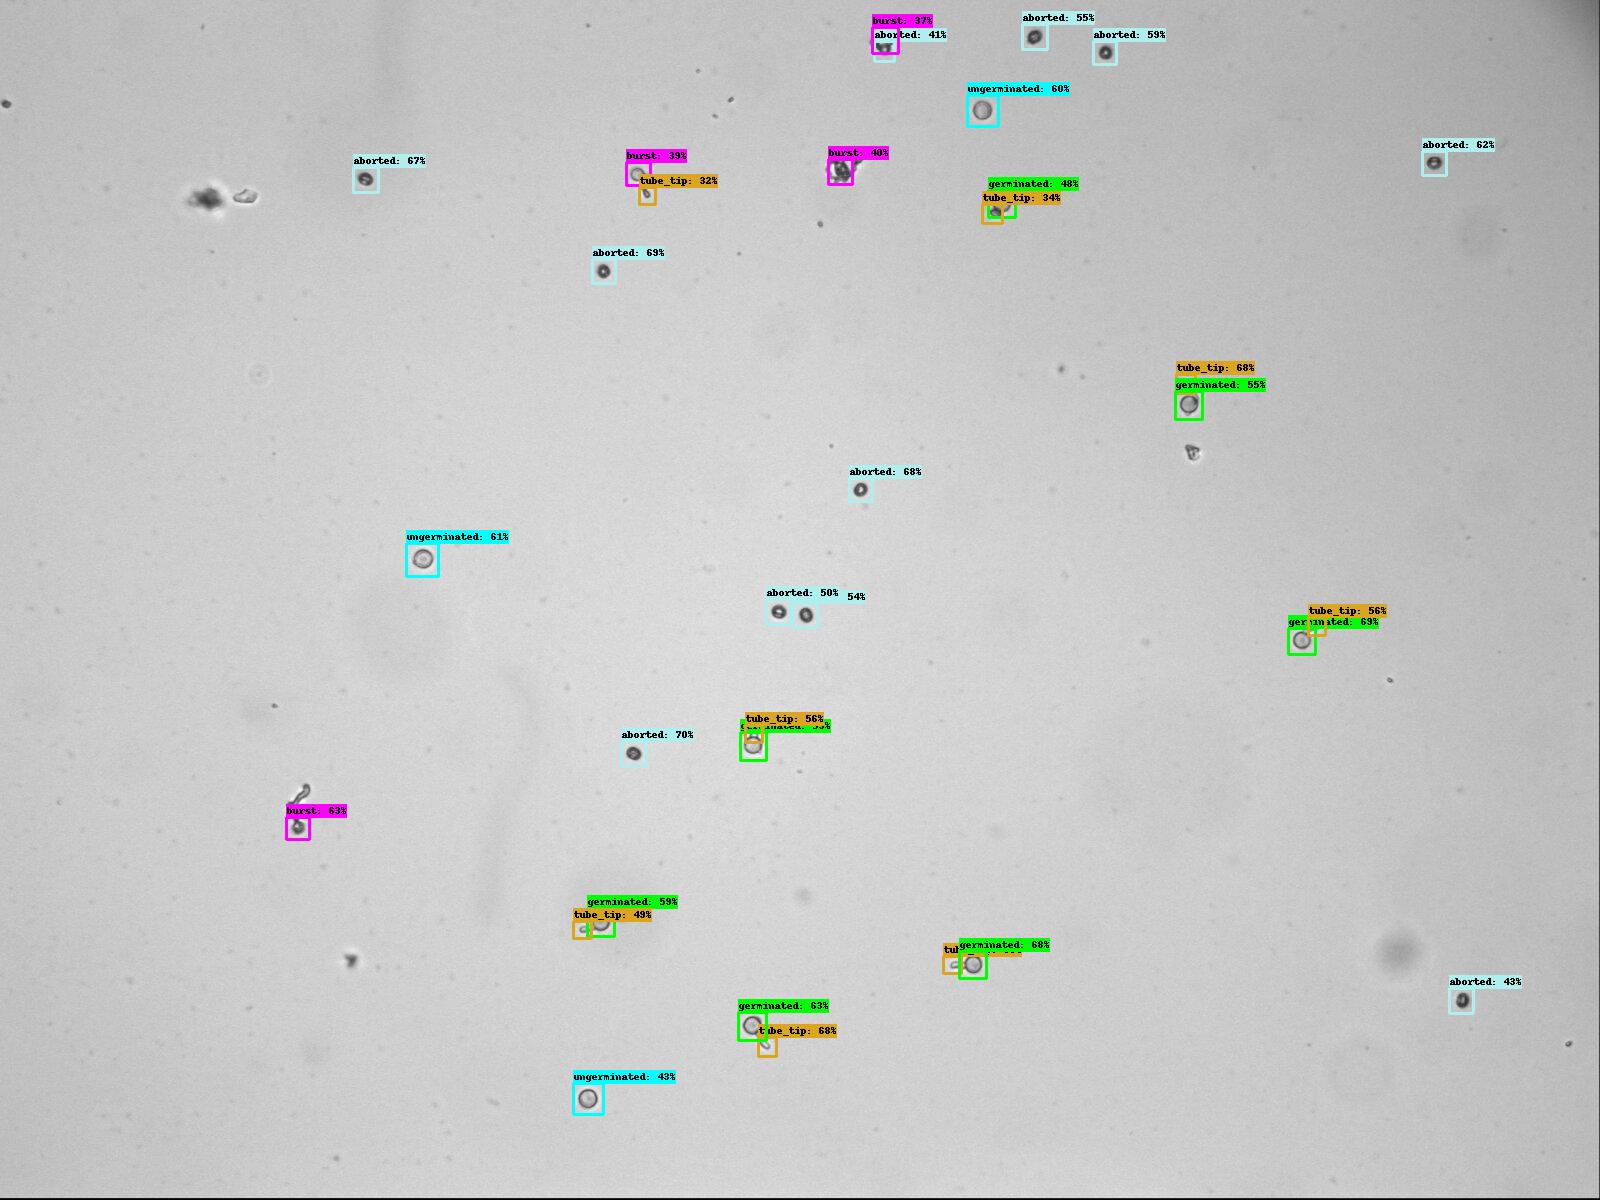 aborted: 55%
burst: 37%
aborted: 41%
aborted: 59%
ungerminated: 60%
aborted: 62%
burst: 40%
burst: 39%
aborted: 67%
tube_tip: 32%
germinated: 48%
tube_tip: 34%
aborted: 69%
tube_tip: 68%
germinated: 55%
aborted: 68%
ungerminated: 61%
aborted: 50%
54%
tube_tip: 56%
germinated: 69%
tube_tip: 56%
aborted: 70%
burst: 63%
germinated: 59%
tube_tip: 49%
germinated: 68%
aborted: 43%
germinated: 63%
tube_tip: 68%
ungerminated: 43%